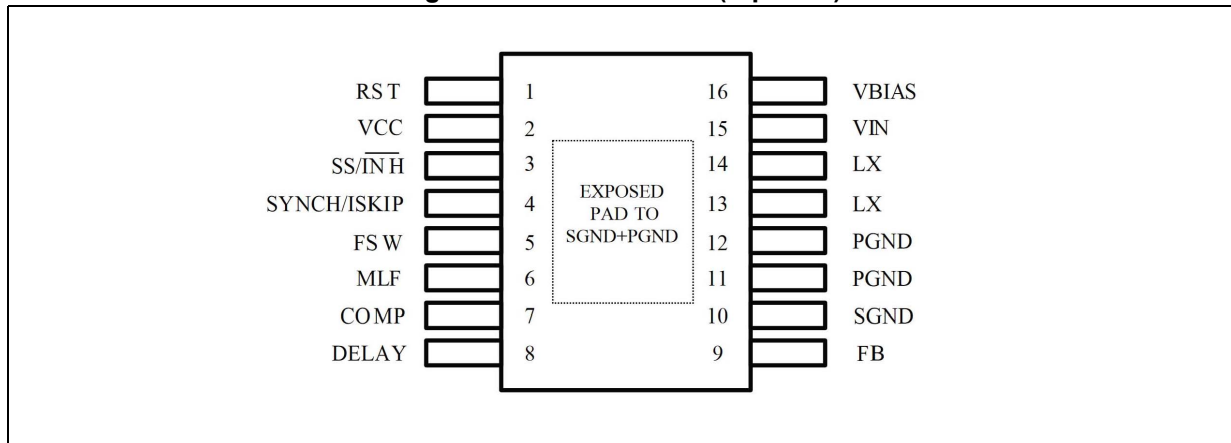 RST 1 16 VBIAS
VCC 2 15 VIN
SS/INH 3 14 LX
SYNCH/ISKIP 4 13 LX
EXPOSED
PAD TO
SGND+PGND
FSW 5 12 PGND
MLF 6 11 PGND
COMP 7 10 SGND
DELAY 8 9 FB